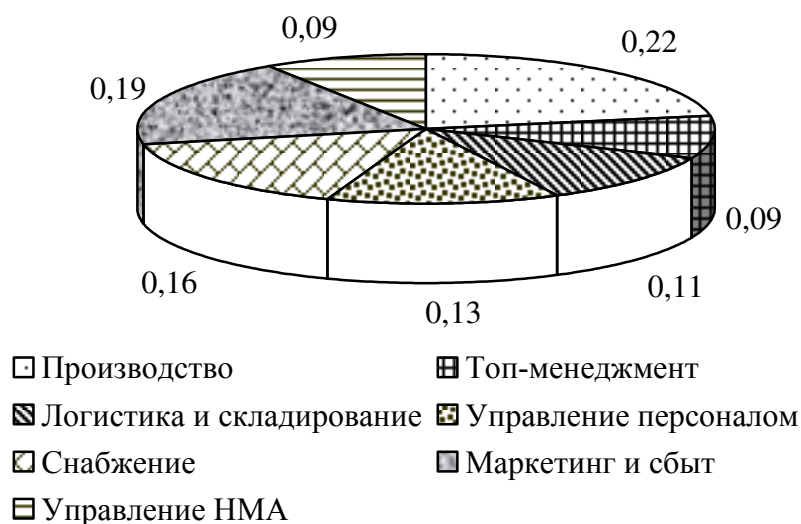 0,09
0,22
0,19
0,09
0,16
0,11
0,13
Производство
Топ-менеджмент
Логистика и складирование
Управление персоналом
Снабжение
Маркетинг и сбыт
Управление НМА